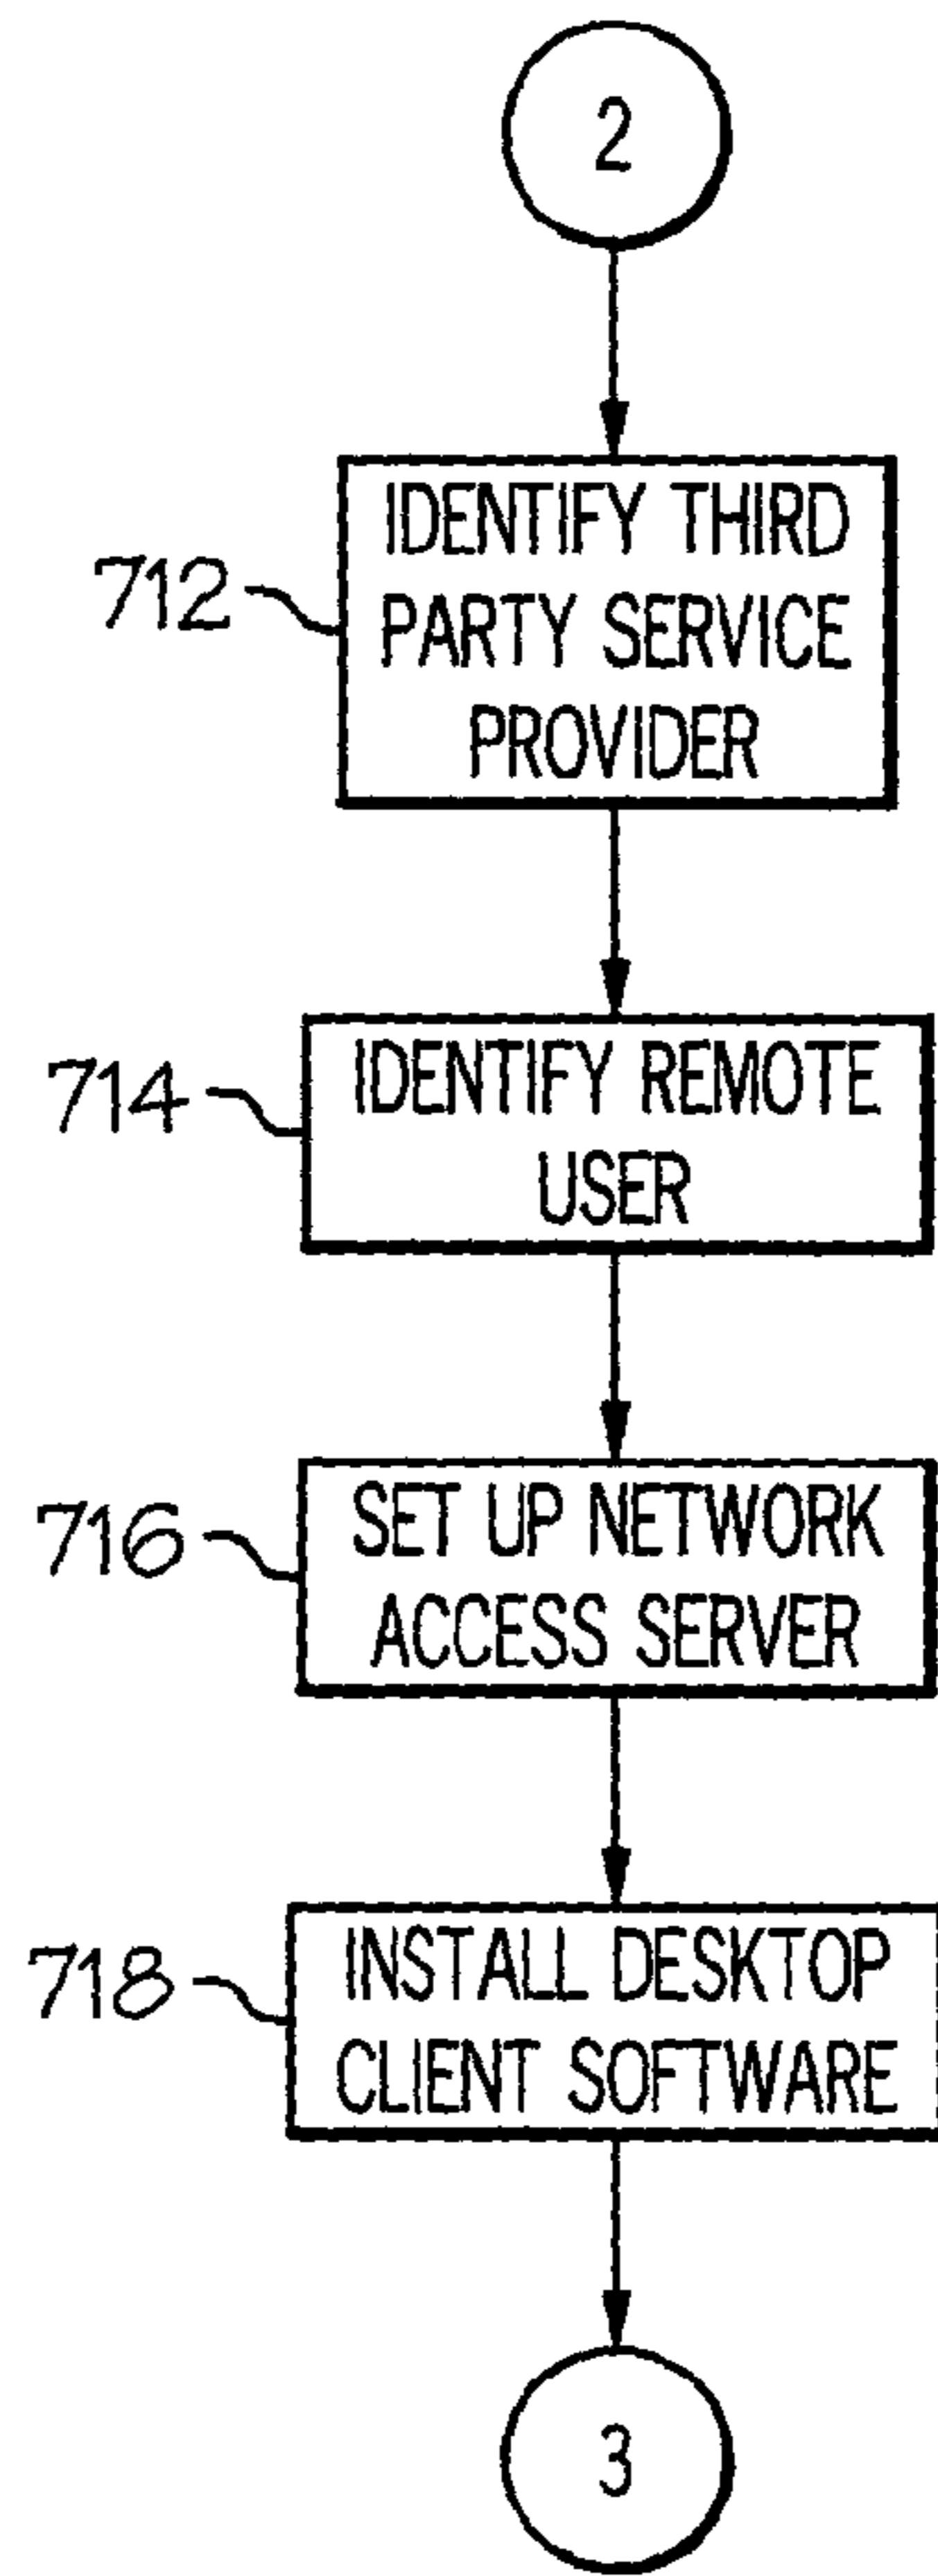 2
712
IDENTIFY THIRD
PARTY SERVICE
PROVIDER
714
IDENTIFY REMOTE
USER
716
SET UP NETWORK
ACCESS SERVER
718
INSTALL DESKTOP
CLIENT SOFTWARE
3